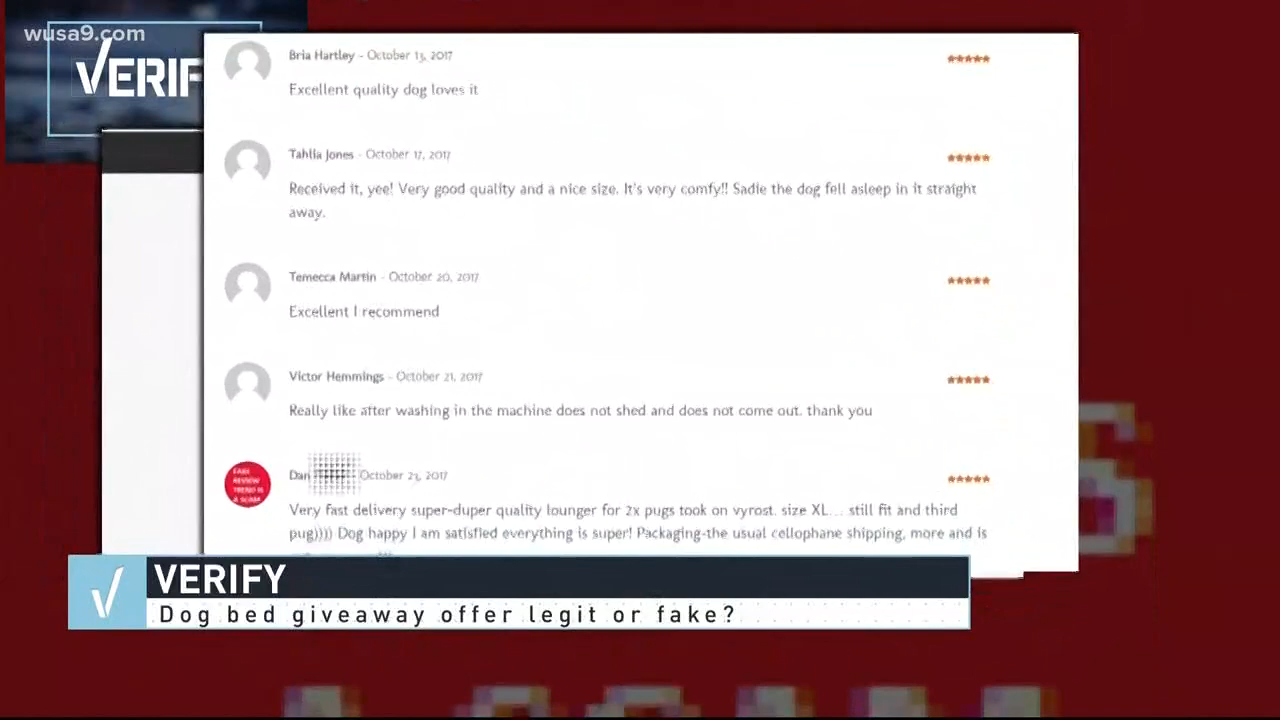 wusa9.com
VERIF
Bria Hartley - October 13, 2017
Excellent quality dog loves it
Tahlia Jones - October 17, 2017
Received it, yee! Very good quality and a nice size. It's very comfy!! Sadie the dog fell asleep in it straight
away.
Temecca Martin - October 20, 2017
Excellent I recommend
Victor Hemmings - October 21, 2017
Really like after washing in the machine does not shed and does not come out. thank you
FAKE
REVIEW
TREND IS
A SCAM
Dan October 23, 2017
Very fast delivery super-duper quality lounger for 2x pugs took on vyrost. size XL... still fit and third
pug)))) Dog happy I am satisfied everything is super! Packaging-the usual cellophane shipping, more and is
VERIFY
Dog bed giveaway offer legit or fake?